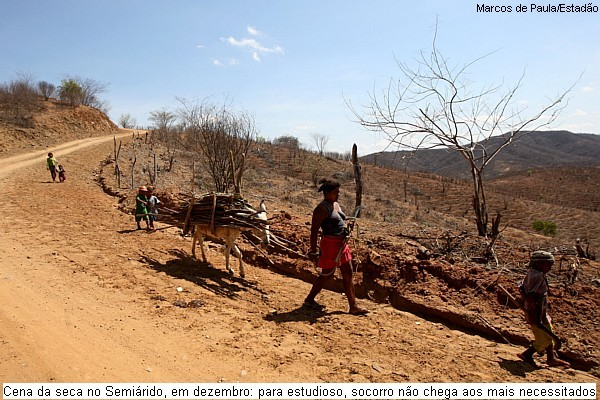 Marcos de Paula/Estadão
Cena da seca no Semiárido, em dezembro: para estudioso, socorro não chega aos mais necessitados